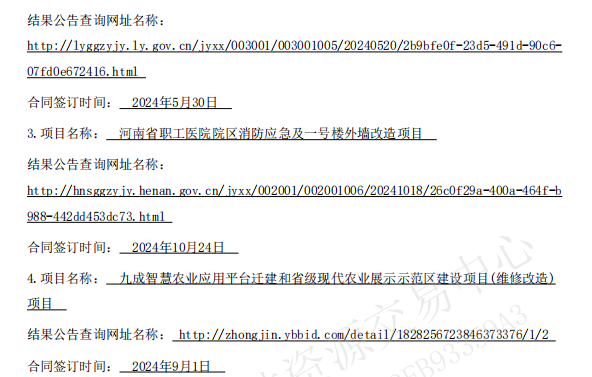 结果公告查询网址名称：
http://lyggzyjy.ly.gov.cn/jyxx/003001/003001005/20240520/2b9bfe0f-23d5-491d-90c6-
07fd0e672416.html
合同签订时间： 2024年5月30日
3.项目名称： 河南省职工医院院区消防应急及一号楼外墙改造项目
结果公告查询网址名称：
http://hnsggzyjy.henan.gov.cn/jyxx/002001/002001006/20241018/26c0f29a-400a-464f-b
988-442dd453dc73.html
合同签订时间： 2024年10月24日
4.项目名称： 九成智慧农业应用平台迁建和省级现代农业展示示范区建设项目(维修改造)
项目
结果公告查询网址名称： http://zhongjin.ybbid.com/detail/1828256723846373376/1/2
合同签订时间： 2024年9月1日
资源交易中心